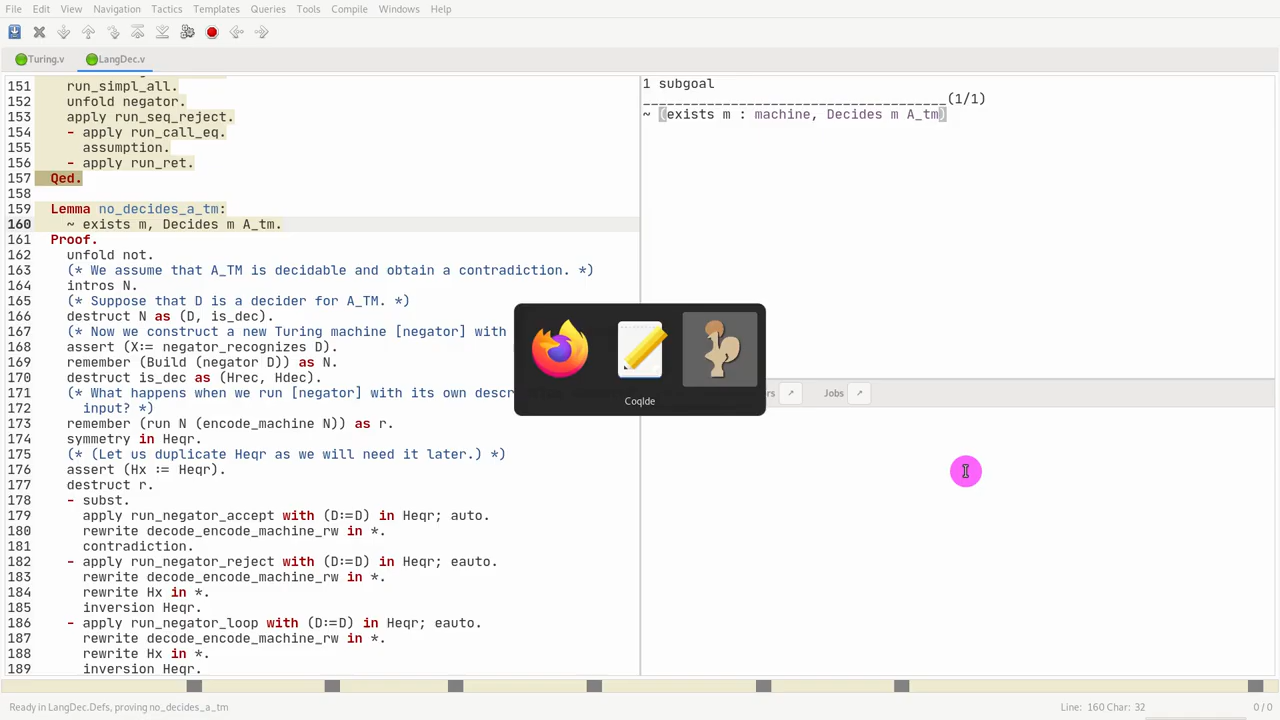 File Edit View Navigation Tactics Templates Queries Tools Compile Windows Help
Turing.v LangDec.v
151 run_simpl_all.
152 unfold negator.
153 apply run_seq_reject.
154 - apply run_call_eq.
155 assumption.
156 - apply run_ret.
157 Qed.
158
159 Lemma no_decides_a_tm:
160 ~ exists m, Decides m A_tm.
161 Proof.
162 unfold not.
163 (* We assume that A_TM is decidable and obtain a contradiction. *)
164 intros N.
165 (* Suppose that D is a decider for A_TM. *)
166 destruct N as (D, is_dec).
167 (* Now we construct a new Turing machine [negator] with
168 assert (X:= negator_recognizes D).
169 remember (Build (negator D)) as N.
170 destruct is_dec as (Hrec, Hdec).
171 (* What happens when we run [negator] with its own descr
172 input? *)
173 remember (run N (encode_machine N)) as r.
174 symmetry in Heqr.
175 (* (Let us duplicate Heqr as we will need it later.) *)
176 assert (Hx := Heqr).
177 destruct r.
178 - subst.
179 apply run_negator_accept with (D:=D) in Heqr; auto.
180 rewrite decode_encode_machine_rw in *.
181 contradiction.
182 - apply run_negator_reject with (D:=D) in Heqr; eauto.
183 rewrite decode_encode_machine_rw in *.
184 rewrite Hx in *.
185 inversion Heqr.
186 - apply run_negator_loop with (D:=D) in Heqr; eauto.
187 rewrite decode_encode_machine_rw in *.
188 rewrite Hx in *.
189 inversion Heqr.
1 subgoal
______________________________________(1/1)
~ (exists m : machine, Decides m A_tm)
CoqIde
rs Jobs
Ready in LangDec.Defs, proving no_decides_a_tm Line: 160 Char: 32 0 / 0